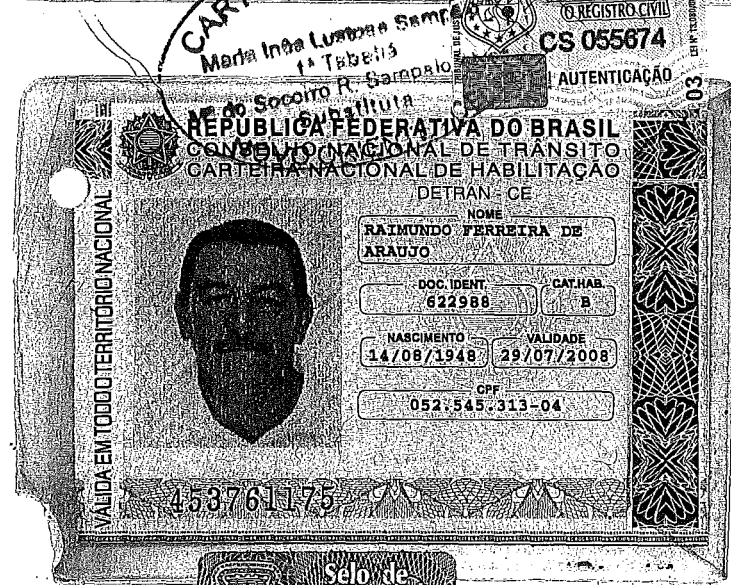 CART
Maria Inês Lustosa Sampaio
1ª Tabeliã
Mª do Socorro R. Sampaio
Substituta
O REGISTRO CIVIL
CS 055674
AUTENTICAÇÃO
03
REPÚBLICA FEDERATIVA DO BRASIL
CONSELHO NACIONAL DE TRÂNSITO
CARTEIRA NACIONAL DE HABILITAÇÃO
DETRAN - CE
VÁLIDA EM TODO O TERRITÓRIO NACIONAL
NOME
RAIMUNDO FERREIRA DE
ARAUJO
DOC. IDENT. CAT.HAB.
622988 B
NASCIMENTO VALIDADE
14/08/1948 29/07/2008
CPF
052.545.313-04
453761175
Selo de